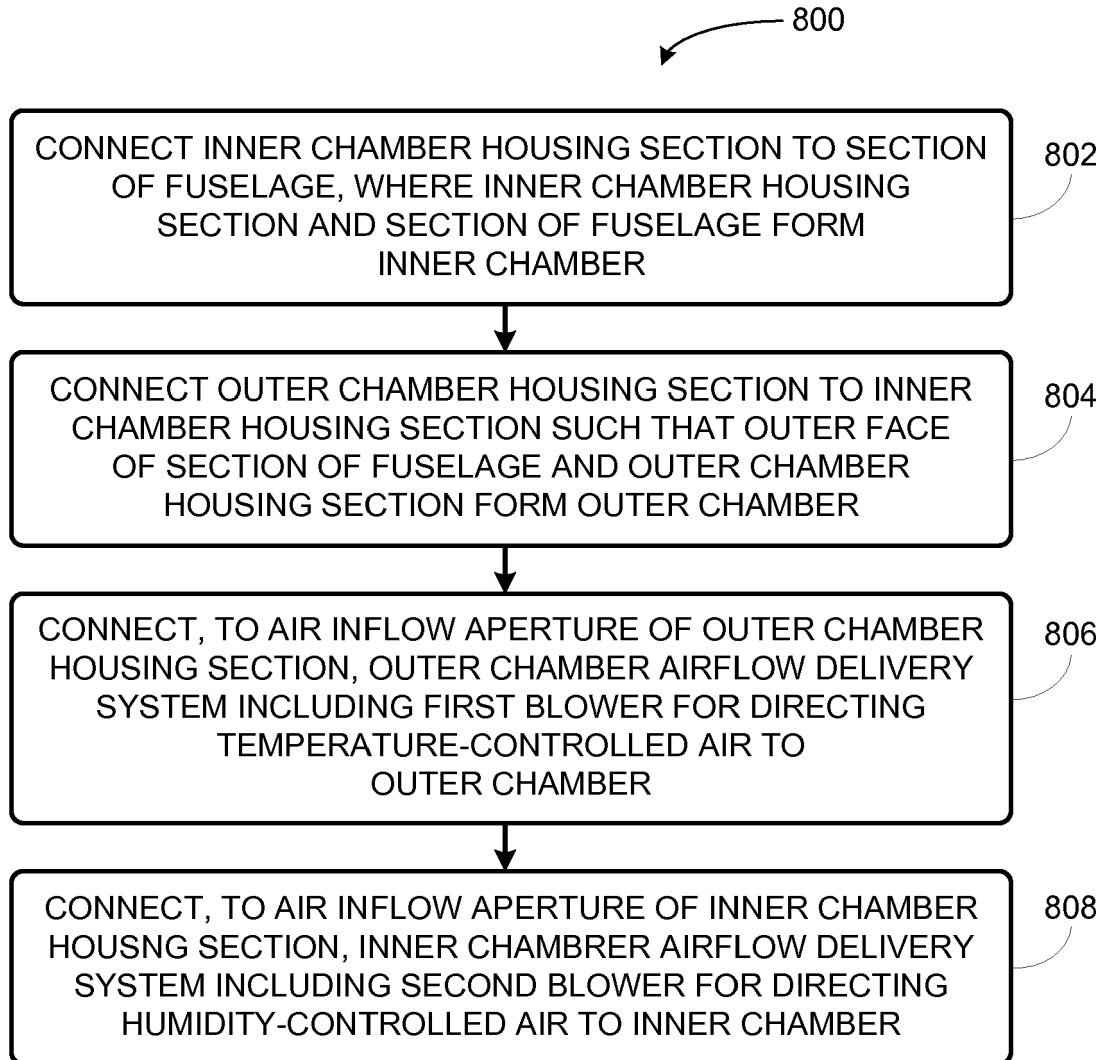 800
CONNECT INNER CHAMBER HOUSING SECTION TO SECTION
OF FUSELAGE, WHERE INNER CHAMBER HOUSING
SECTION AND SECTION OF FUSELAGE FORM
INNER CHAMBER
802
CONNECT OUTER CHAMBER HOUSING SECTION TO INNER
CHAMBER HOUSING SECTION SUCH THAT OUTER FACE
OF SECTION OF FUSELAGE AND OUTER CHAMBER
HOUSING SECTION FORM OUTER CHAMBER
804
CONNECT, TO AIR INFLOW APERTURE OF OUTER CHAMBER
HOUSING SECTION, OUTER CHAMBER AIRFLOW DELIVERY
SYSTEM INCLUDING FIRST BLOWER FOR DIRECTING
TEMPERATURE-CONTROLLED AIR TO
OUTER CHAMBER
806
CONNECT, TO AIR INFLOW APERTURE OF INNER CHAMBER
HOUSNG SECTION, INNER CHAMBRER AIRFLOW DELIVERY
SYSTEM INCLUDING SECOND BLOWER FOR DIRECTING
HUMIDITY-CONTROLLED AIR TO INNER CHAMBER
808